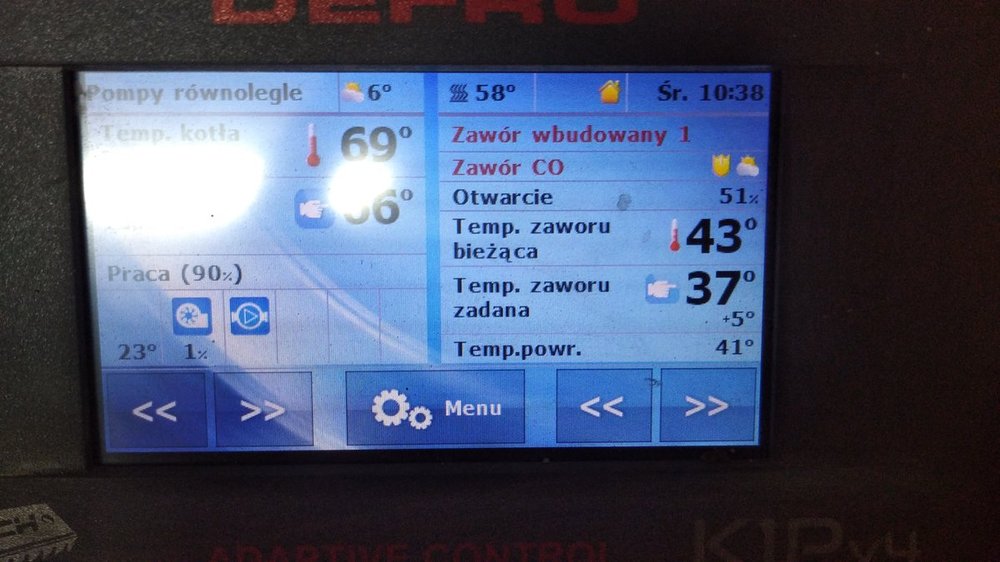 DEFRO
Pompy równolegle 6° 58° Śr. 10:38
Temp. kotła 69°
Praca (90%)
23° 1%
Zawór wbudowany 1
Zawór CO
Otwarcie 51%
Temp. zaworu bieżąca 43°
Temp. zaworu zadana 37°
+5°
Temp.powr. 41°
<< >> Menu << >>
ADAPTIVE CONTROL